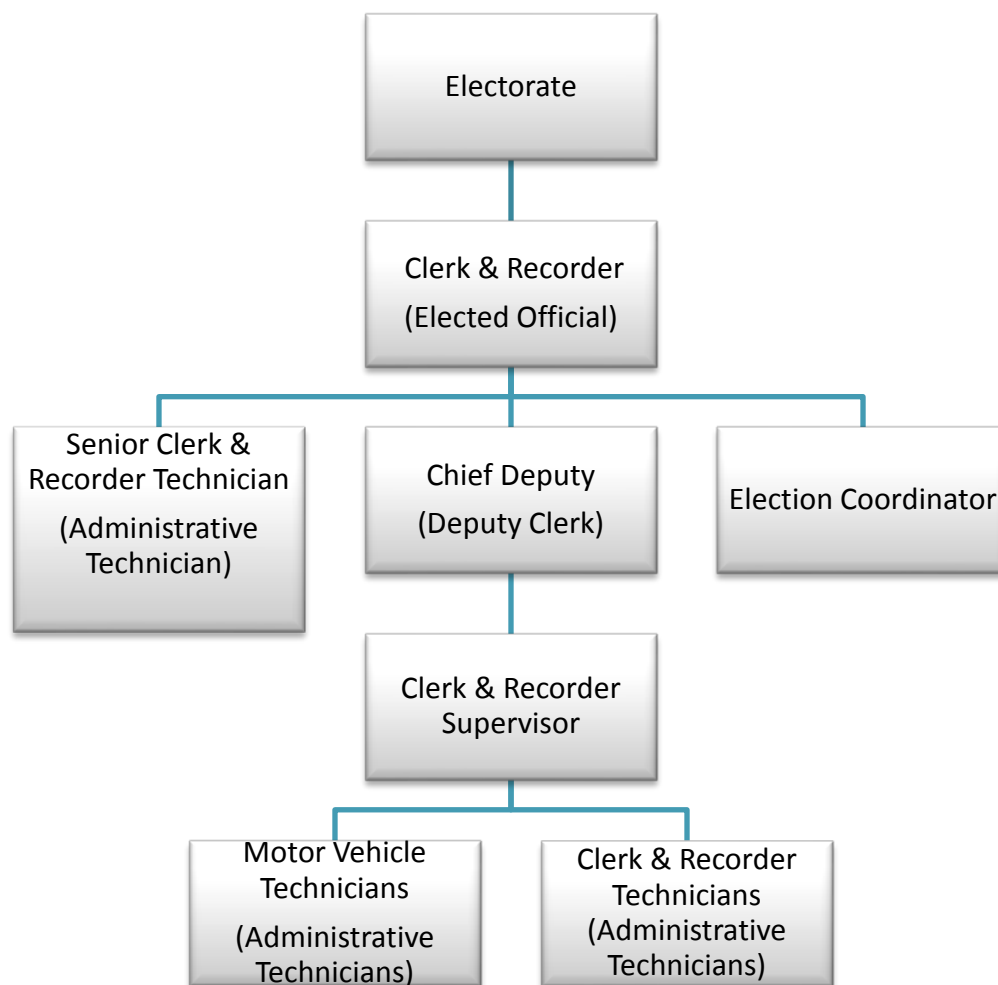 Electorate
Clerk & Recorder
(Elected Official)
Senior Clerk &
Recorder Technician
(Administrative
Technician)
Chief Deputy
(Deputy Clerk)
Election Coordinator
Clerk & Recorder
Supervisor
Motor Vehicle
Technicians
(Administrative
Technicians)
Clerk & Recorder
Technicians
(Administrative
Technicians)